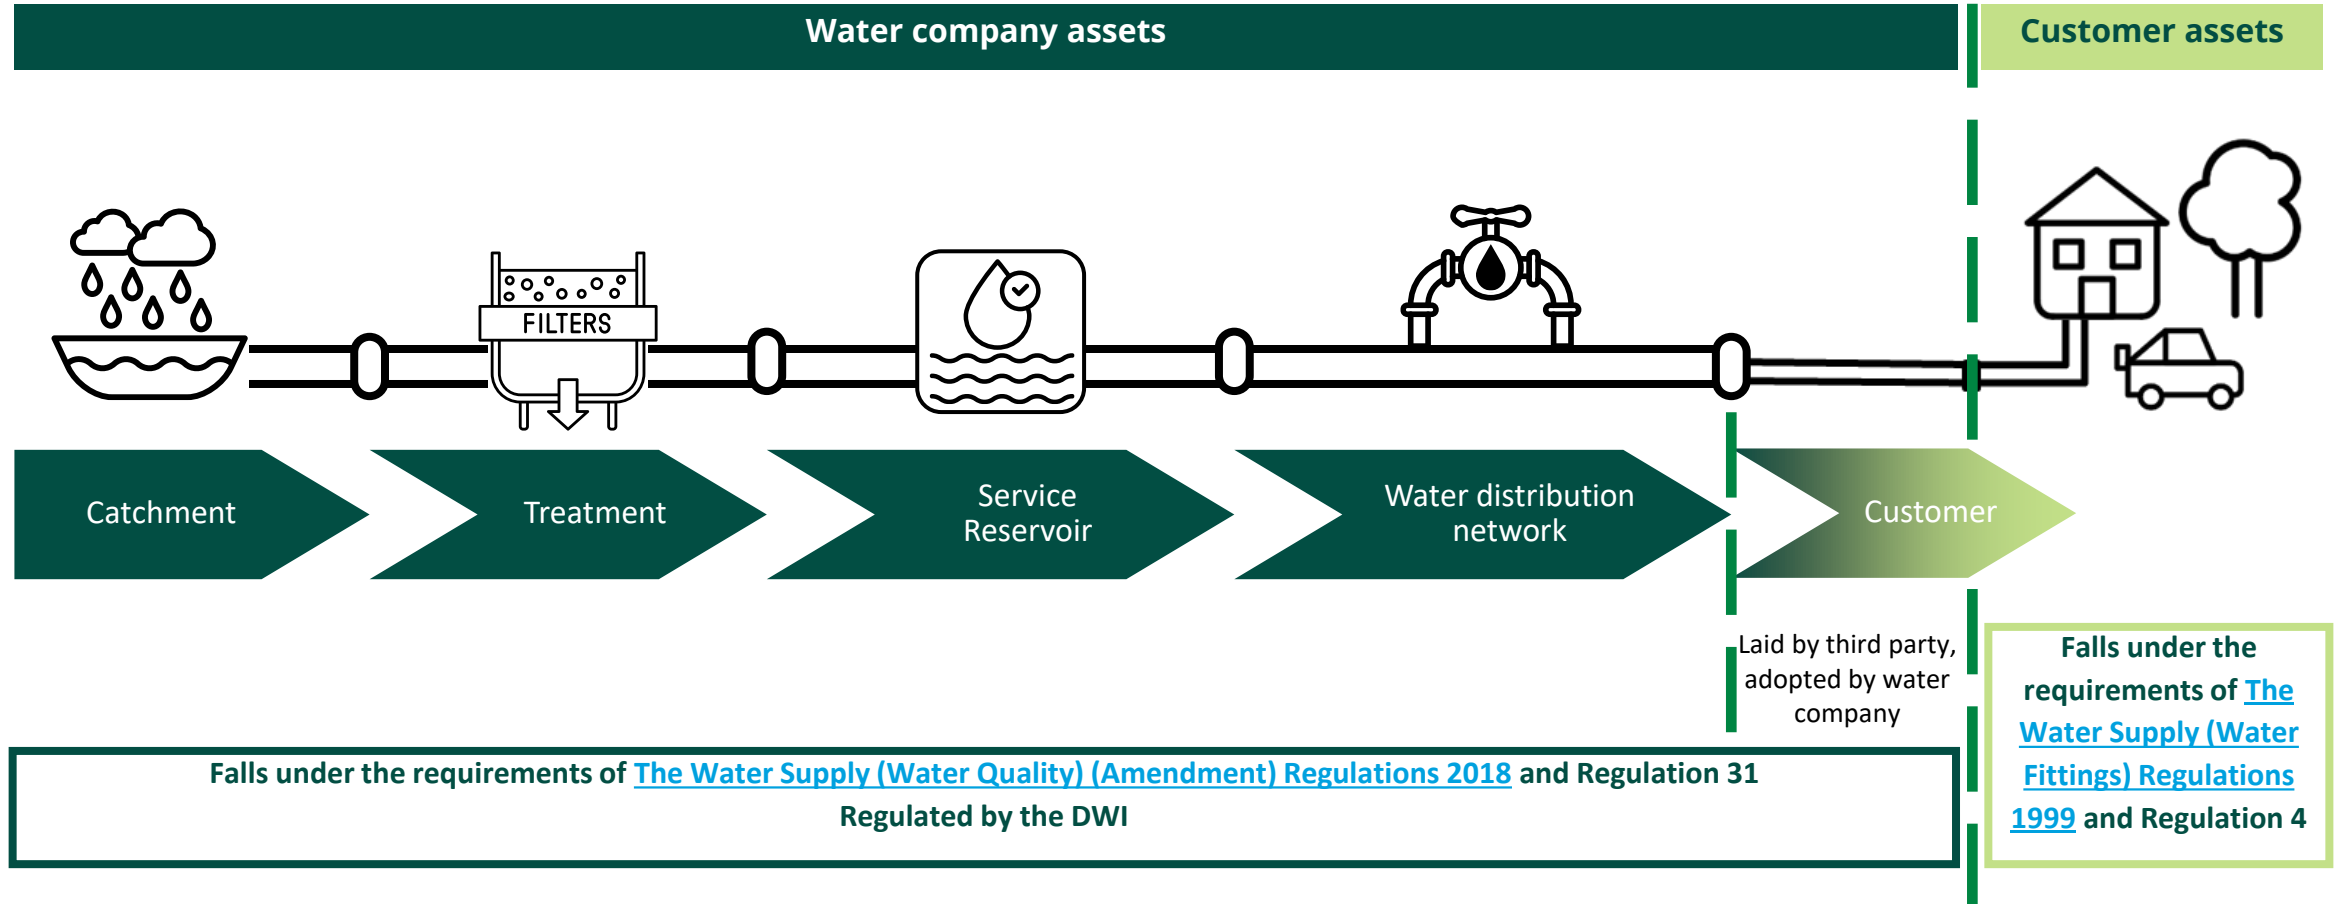 Water company assets
Customer assets
FILTERS
Catchment
Treatment
Service
Reservoir
Water distribution
network
Customer
Laid by third party,
adopted by water
company
Falls under the requirements of The Water Supply (Water Quality) (Amendment) Regulations 2018 and Regulation 31
Regulated by the DWI
Falls under the
requirements of The
Water Supply (Water
Fittings) Regulations
1999 and Regulation 4